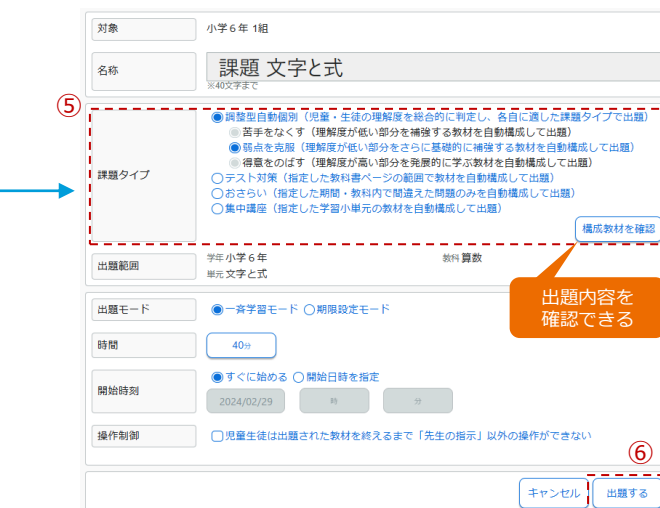 対象 小学6年 1組
名称 課題 文字と式
※40文字まで
⑤
課題タイプ
調整型自動個別（児童・生徒の理解度を総合的に判定し、各自に適した課題タイプで出題）
苦手をなくす（理解度が低い部分を補強する教材を自動構成して出題）
弱点を克服（理解度が低い部分をさらに基礎的に補強する教材を自動構成して出題）
得意をのばす（理解度が高い部分を発展的に学ぶ教材を自動構成して出題）
テスト対策（指定した教科書ページの範囲で教材を自動構成して出題）
おさらい（指定した期間・教科内で間違えた問題のみを自動構成して出題）
集中講座（指定した学習小単元の教材を自動構成して出題）
構成教材を確認
出題範囲
学年 小学6年 教科 算数
単元 文字と式
出題内容を
確認できる
出題モード 一斉学習モード 期限設定モード
時間 40分
開始時刻
すぐに始める 開始日時を指定
2024/02/29 時 分
操作制御 児童生徒は出題された教材を終えるまで「先生の指示」以外の操作ができない
⑥
キャンセル 出題する